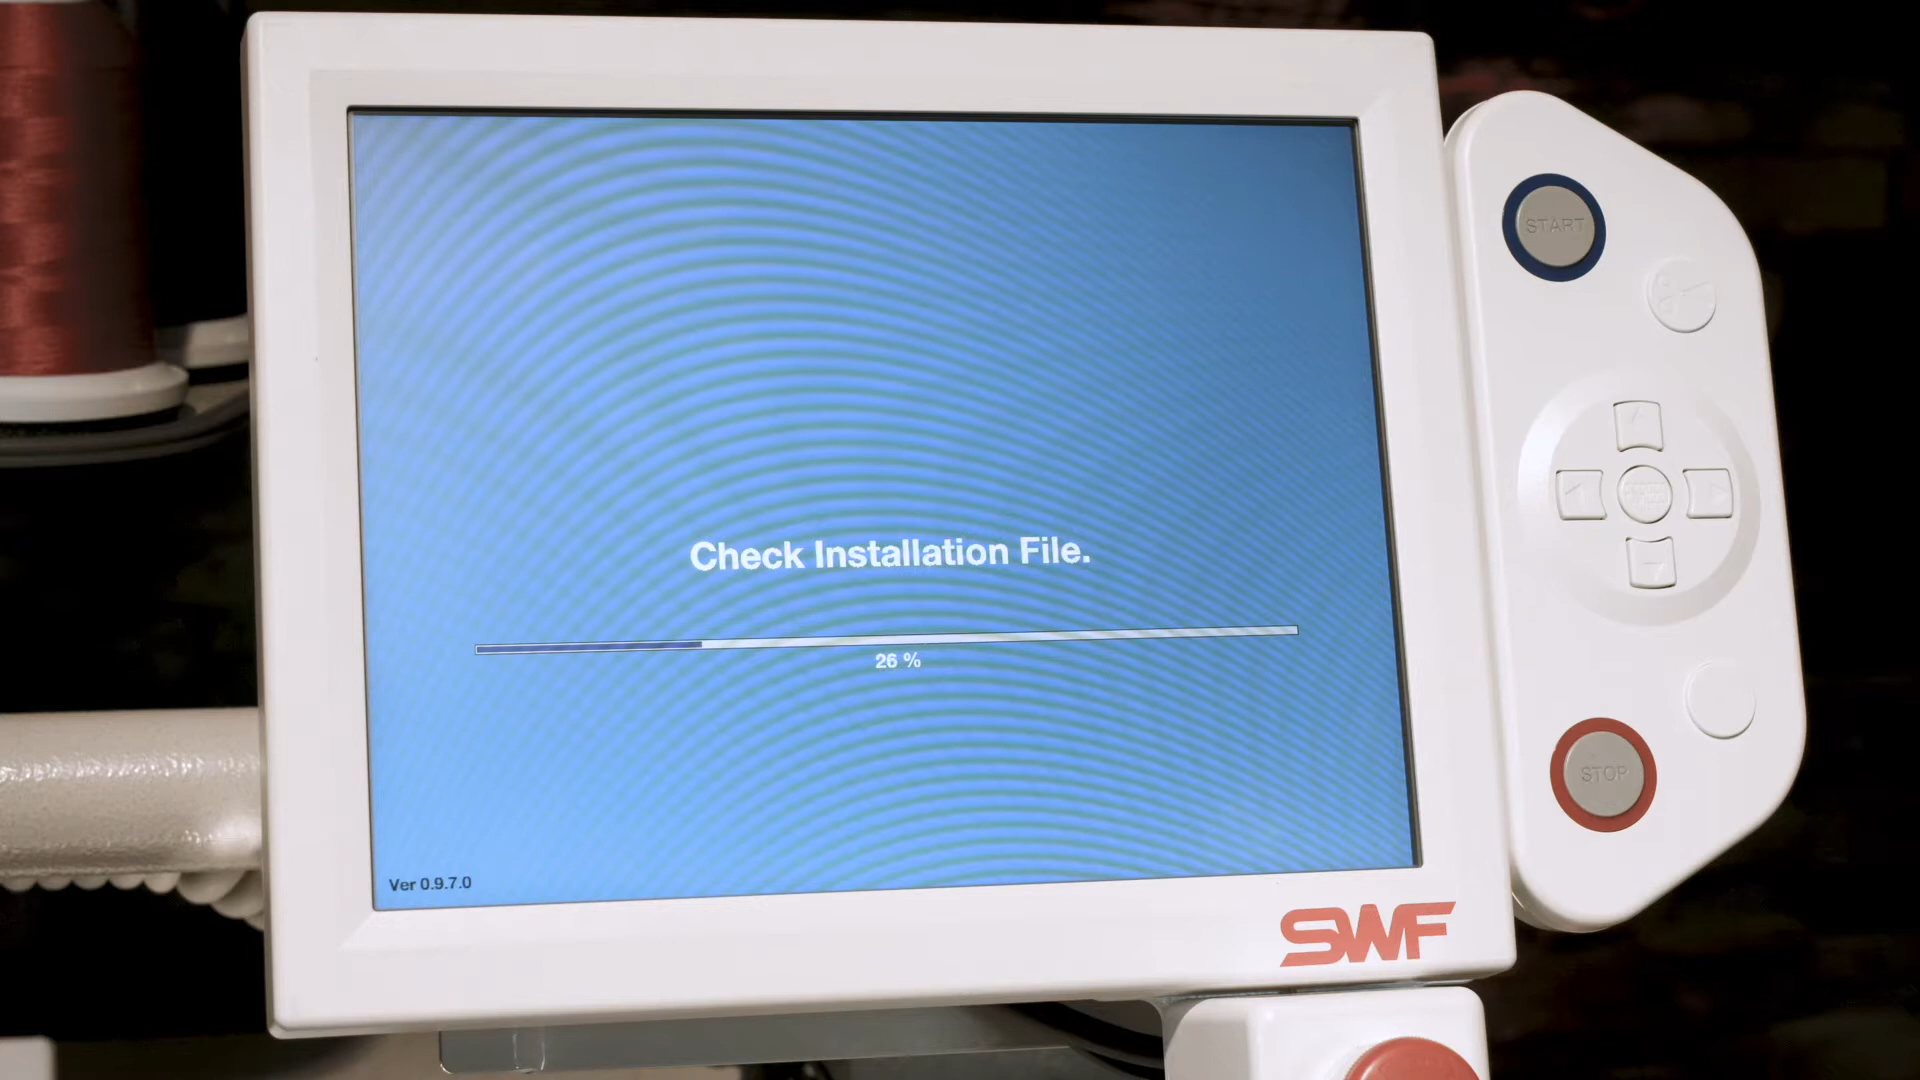 START
Check Installation File.
26 %
STOP
Ver 0.9.7.0
SWF